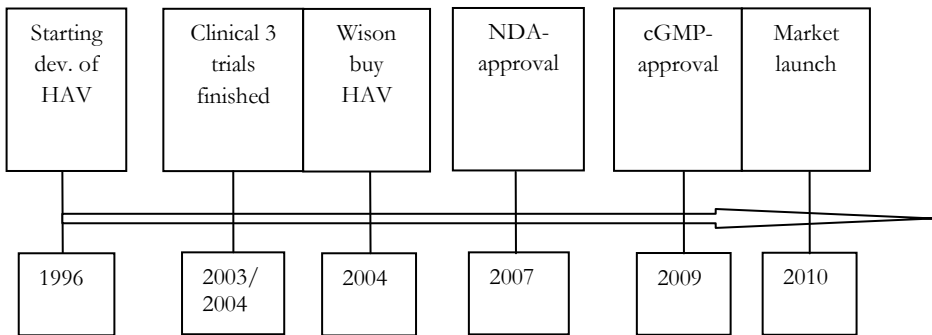 Starting
dev. of
HAV
Clinical 3
trials
finished
Wison
buy
HAV
NDA-
approval
cGMP-
approval
Market
launch
1996
2003/
2004
2004
2007
2009
2010